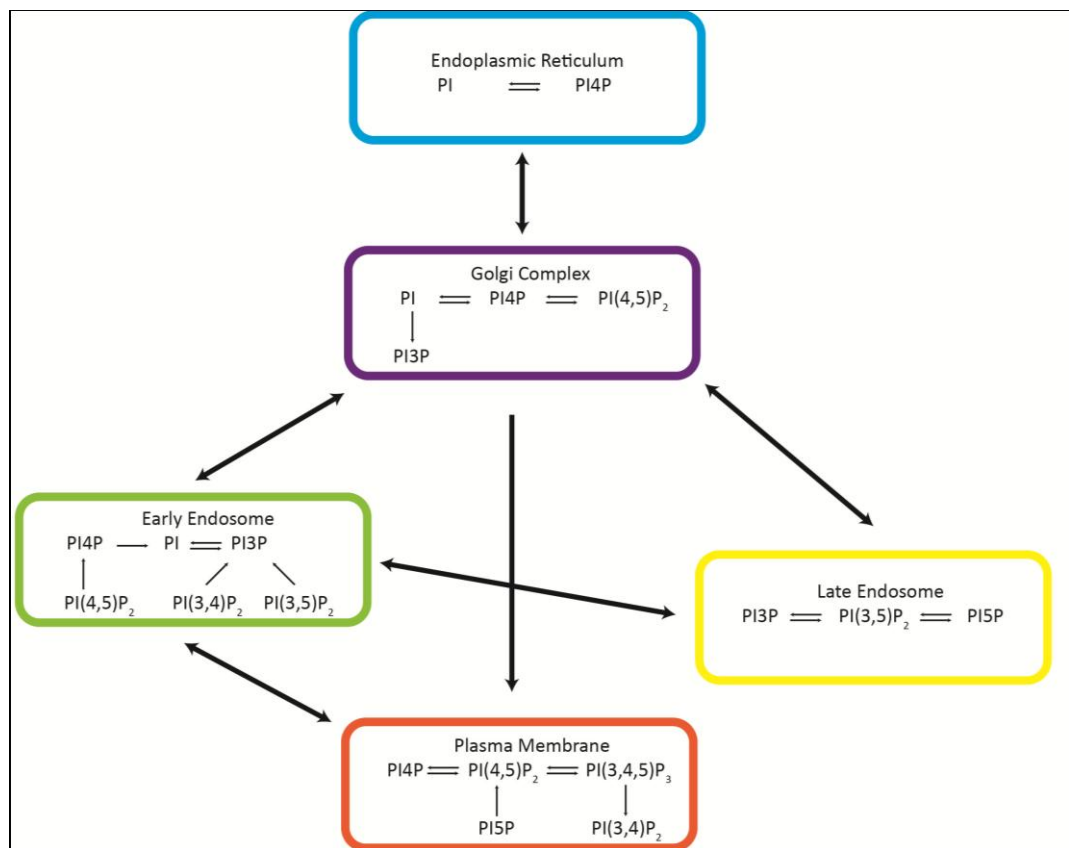 Endoplasmic Reticulum
PI PI4P
Golgi Complex
PI PI4P PI(4,5)P2
PI3P
Early Endosome
PI4P PI PI3P
PI(4,5)P2 PI(3,4)P2 PI(3,5)P2
Late Endosome
PI3P PI(3,5)P2 PI5P
Plasma Membrane
PI4P PI(4,5)P2 PI(3,4,5)P3
PI5P PI(3,4)P2